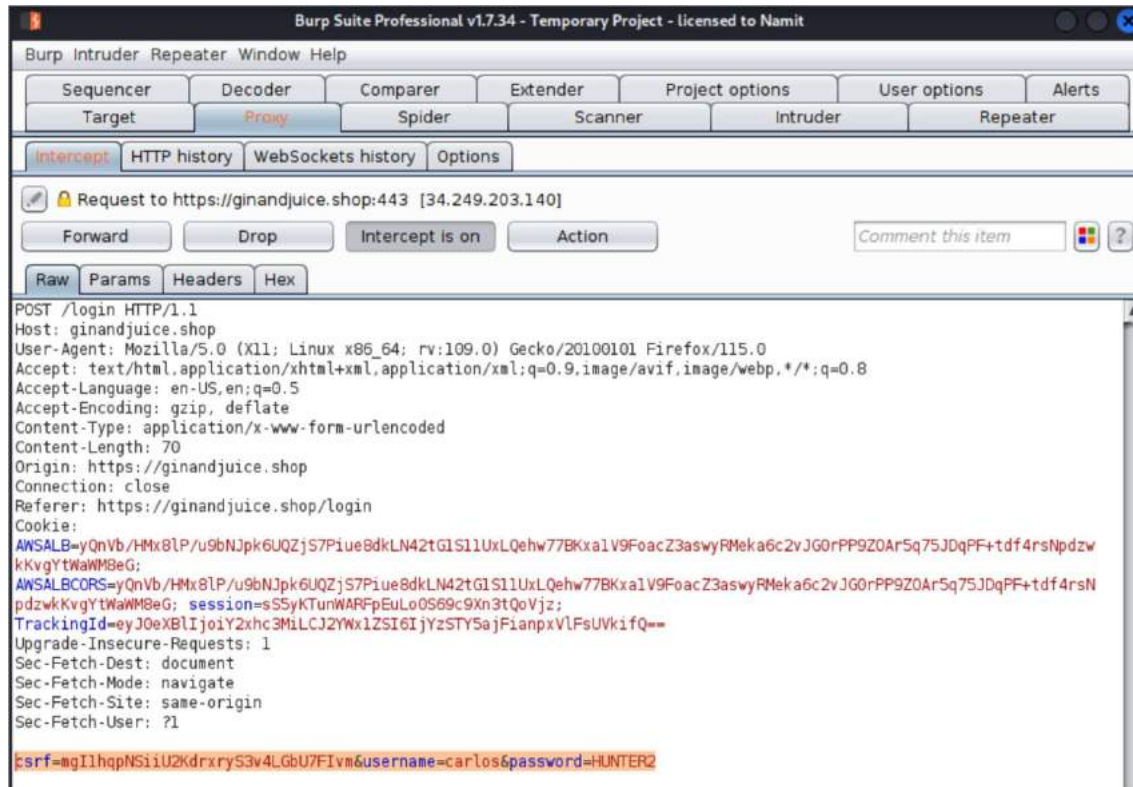 Burp Suite Professional v1.7.34 - Temporary Project - licensed to Namit
Burp Intruder Repeater Window Help
Sequencer Decoder Comparer Extender Project options User options Alerts
Target Proxy Spider Scanner Intruder Repeater
Intercept HTTP history WebSockets history Options
Request to https://ginandjuice.shop:443 [34.249.203.140]
Forward Drop Intercept is on Action Comment this item ?
Raw Params Headers Hex
POST /login HTTP/1.1
Host: ginandjuice.shop
User-Agent: Mozilla/5.0 (X11; Linux x86_64; rv:109.0) Gecko/20100101 Firefox/115.0
Accept: text/html,application/xhtml+xml,application/xml;q=0.9,image/avif,image/webp,*/*;q=0.8
Accept-Language: en-US,en;q=0.5
Accept-Encoding: gzip, deflate
Content-Type: application/x-www-form-urlencoded
Content-Length: 70
Origin: https://ginandjuice.shop
Connection: close
Referer: https://ginandjuice.shop/login
Cookie:
AWSALB=yQnVb/HMx8lP/u9bNJpk6UQZjS7Piue8dkLN42tG1S11UxLQehw77BKxa1V9FoacZ3aswyRMeka6c2vJG0rPP9ZOAr5q75JDqPF+tdf4rsNpdzw
kKvgYtWaWM8eG;
AWSALBCORS=yQnVb/HMx8lP/u9bNJpk6UQZjS7Piue8dkLN42tG1S11UxLQehw77BKxa1V9FoacZ3aswyRMeka6c2vJG0rPP9ZOAr5q75JDqPF+tdf4rsN
pdzwkKvgYtWaWM8eG; session=sS5yKTunWARFpEuLoOS69c9Xn3tQoVjz;
TrackingId=eyJ0eXBlIjoiY2xhc3MiLCJ2YWx1ZSI6IjYzSTY5ajFianpxVlFsUVkifQ==
Upgrade-Insecure-Requests: 1
Sec-Fetch-Dest: document
Sec-Fetch-Mode: navigate
Sec-Fetch-Site: same-origin
Sec-Fetch-User: ?1
csrf=mgIlhqpNSiiU2KdrxryS3v4LGbU7FIvm&username=carlos&password=HUNTER2